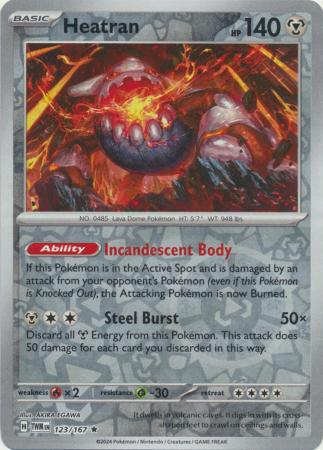 BASIC
Heatran
HP 140
NO. 0485 Lava Dome Pokémon HT: 5'7" WT: 948 lbs.
Ability Incandescent Body
If this Pokémon is in the Active Spot and is damaged by an
attack from your opponent's Pokémon (even if this Pokémon
is Knocked Out), the Attacking Pokémon is now Burned.
Steel Burst 50×
Discard all Energy from this Pokémon. This attack does
50 damage for each card you discarded in this way.
weakness ×2 resistance -30 retreat
Illus. AKIRA EGAWA
H TWM EN 123/167 ★
It dwells in volcanic caves. It digs in with its cross-
shaped feet to crawl on ceilings and walls.
©2024 Pokémon / Nintendo / Creatures / GAME FREAK